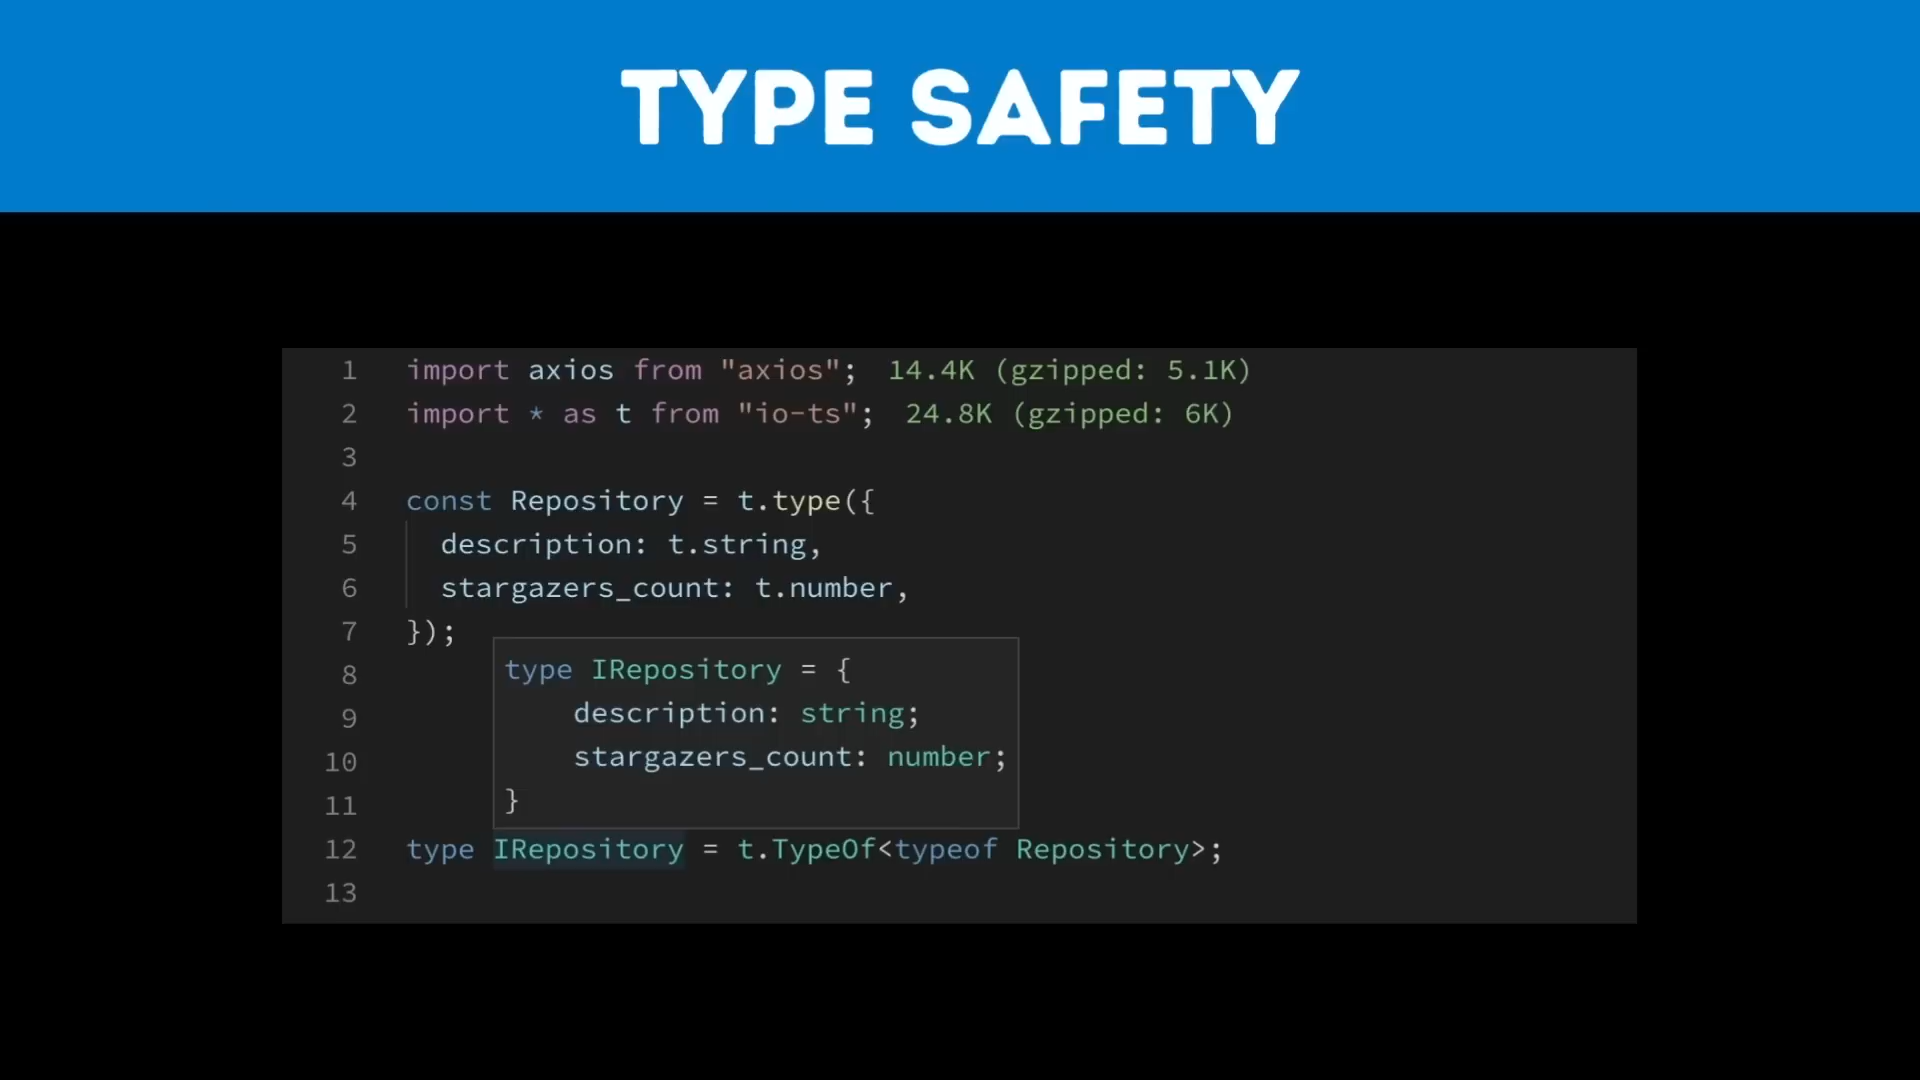 TYPE SAFETY
1 import axios from "axios"; 14.4K (gzipped: 5.1K)
2 import * as t from "io-ts"; 24.8K (gzipped: 6K)
3
4 const Repository = t.type({
5 description: t.string,
6 stargazers_count: t.number,
7 });
8 type IRepository = {
9 description: string;
10 stargazers_count: number;
11 }
12 type IRepository = t.TypeOf<typeof Repository>;
13